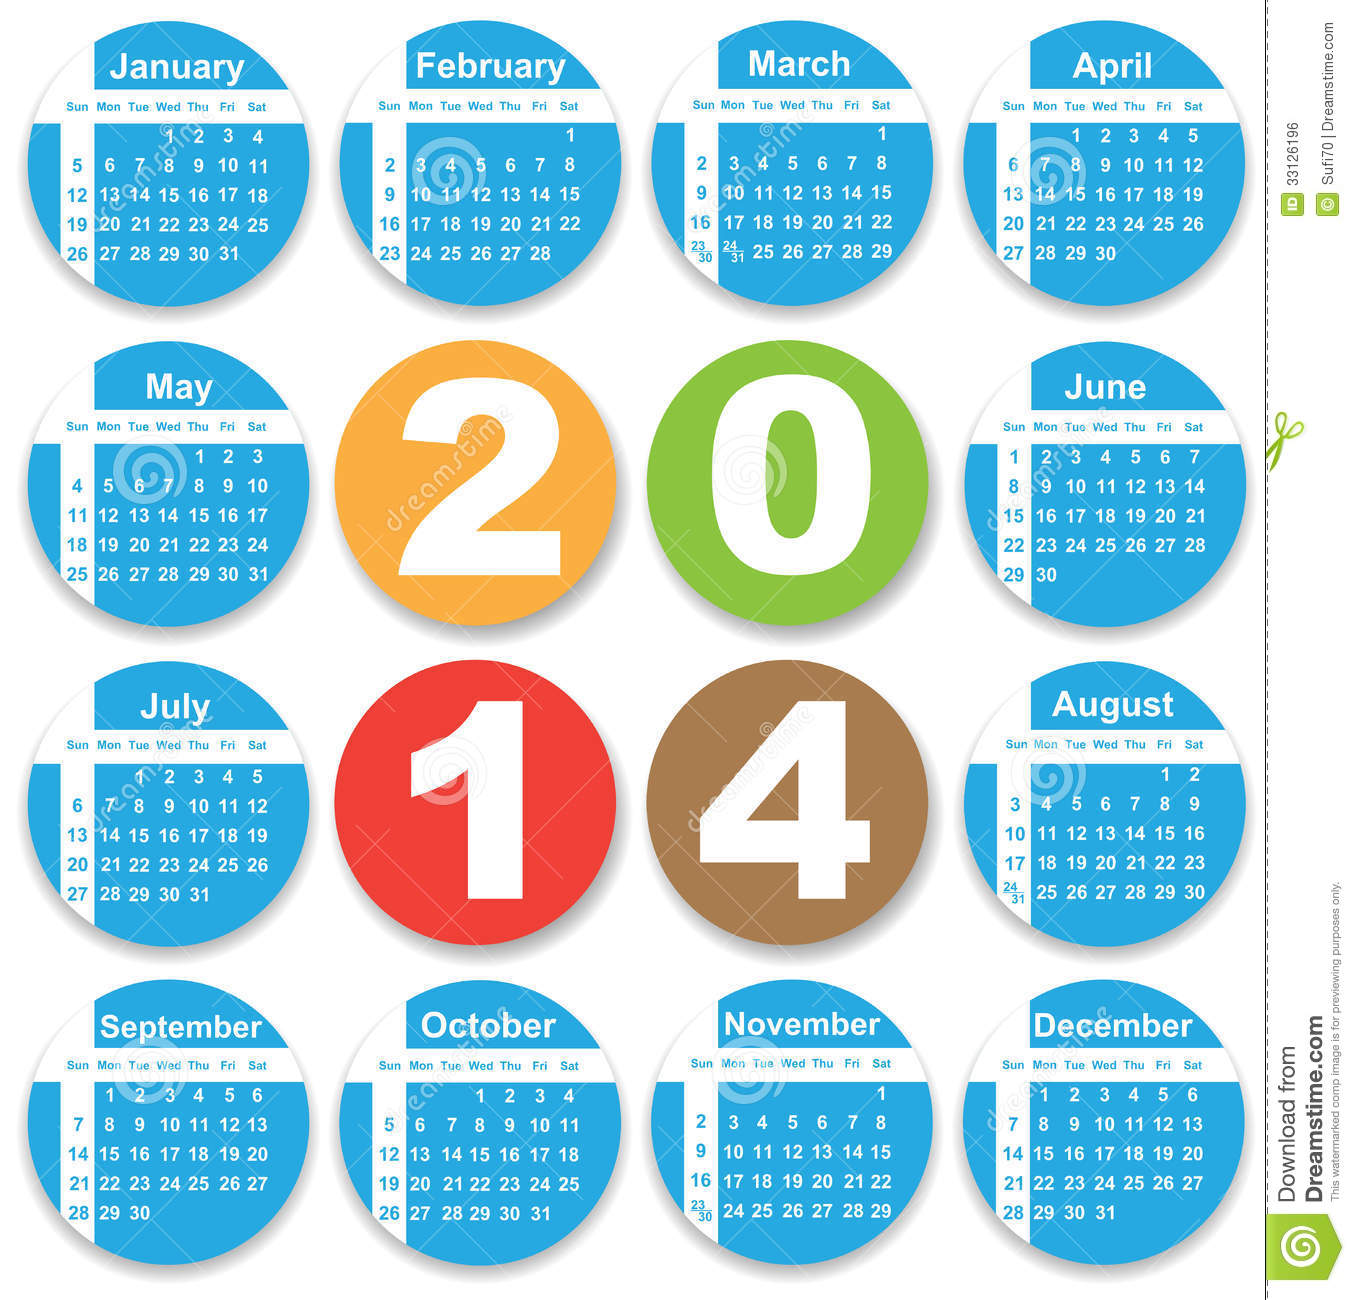 January
Sun Mon Tue Wed Thu Fri Sat
1 2 3 4
5 6 7 8 9 10 11
12 13 14 15 16 17 18
19 20 21 22 23 24 25
26 27 28 29 30 31
February
Sun Mon Tue Wed Thu Fri Sat
1
2 3 4 5 6 7 8
9 10 11 12 13 14 15
16 17 18 19 20 21 22
23 24 25 26 27 28
March
Sun Mon Tue Wed Thu Fri Sat
1
2 3 4 5 6 7 8
9 10 11 12 13 14 15
16 17 18 19 20 21 22
23/30 24/31 25 26 27 28 29
April
Sun Mon Tue Wed Thu Fri Sat
1 2 3 4 5
6 7 8 9 10 11 12
13 14 15 16 17 18 19
20 21 22 23 24 25 26
27 28 29 30
May
Sun Mon Tue Wed Thu Fri Sat
1 2 3
4 5 6 7 8 9 10
11 12 13 14 15 16 17
18 19 20 21 22 23 24
25 26 27 28 29 30 31
2 0
June
Sun Mon Tue Wed Thu Fri Sat
1 2 3 4 5 6 7
8 9 10 11 12 13 14
15 16 17 18 19 20 21
22 23 24 25 26 27 28
29 30
July
Sun Mon Tue Wed Thu Fri Sat
1 2 3 4 5
6 7 8 9 10 11 12
13 14 15 16 17 18 19
20 21 22 23 24 25 26
27 28 29 30 31
1 4
August
Sun Mon Tue Wed Thu Fri Sat
1 2
3 4 5 6 7 8 9
10 11 12 13 14 15 16
17 18 19 20 21 22 23
24/31 25 26 27 28 29 30
September
Sun Mon Tue Wed Thu Fri Sat
1 2 3 4 5 6
7 8 9 10 11 12 13
14 15 16 17 18 19 20
21 22 23 24 25 26 27
28 29 30
October
Sun Mon Tue Wed Thu Fri Sat
1 2 3 4
5 6 7 8 9 10 11
12 13 14 15 16 17 18
19 20 21 22 23 24 25
26 27 28 29 30 31
November
Sun Mon Tue Wed Thu Fri Sat
1
2 3 4 5 6 7 8
9 10 11 12 13 14 15
16 17 18 19 20 21 22
23/30 24 25 26 27 28 29
December
Sun Mon Tue Wed Thu Fri Sat
1 2 3 4 5 6
7 8 9 10 11 12 13
14 15 16 17 18 19 20
21 22 23 24 25 26 27
28 29 30 31
dreamstime
dreamstime
dreamstime
dreamstime
dreamstime
dreamstime
dreamstime
dreamstime
dreamstime
dreamstime
dreamstime
ID 33126196
© Sufi70 | Dreamstime.com
Download from
Dreamstime.com
This watermarked comp image is for previewing purposes only.